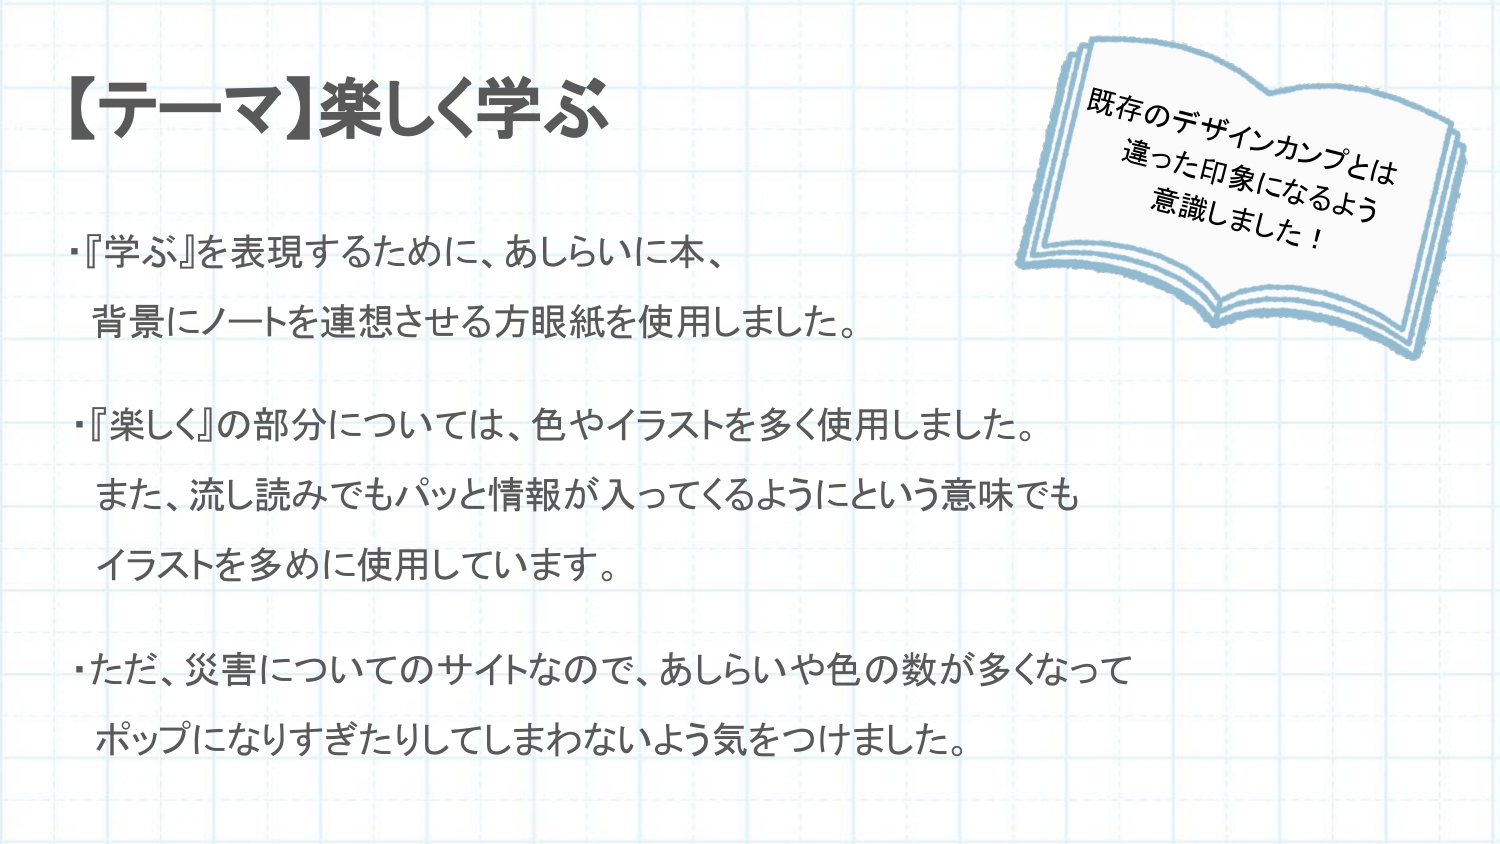 【テーマ】楽しく学ぶ
既存のデザインカンプとは
違った印象になるよう
意識しました！
・『学ぶ』を表現するために、あしらいに本、
背景にノートを連想させる方眼紙を使用しました。
・『楽しく』の部分については、色やイラストを多く使用しました。
また、流し読みでもパッと情報が入ってくるようにという意味でも
イラストを多めに使用しています。
・ただ、災害についてのサイトなので、あしらいや色の数が多くなって
ポップになりすぎたりしてしまわないよう気をつけました。